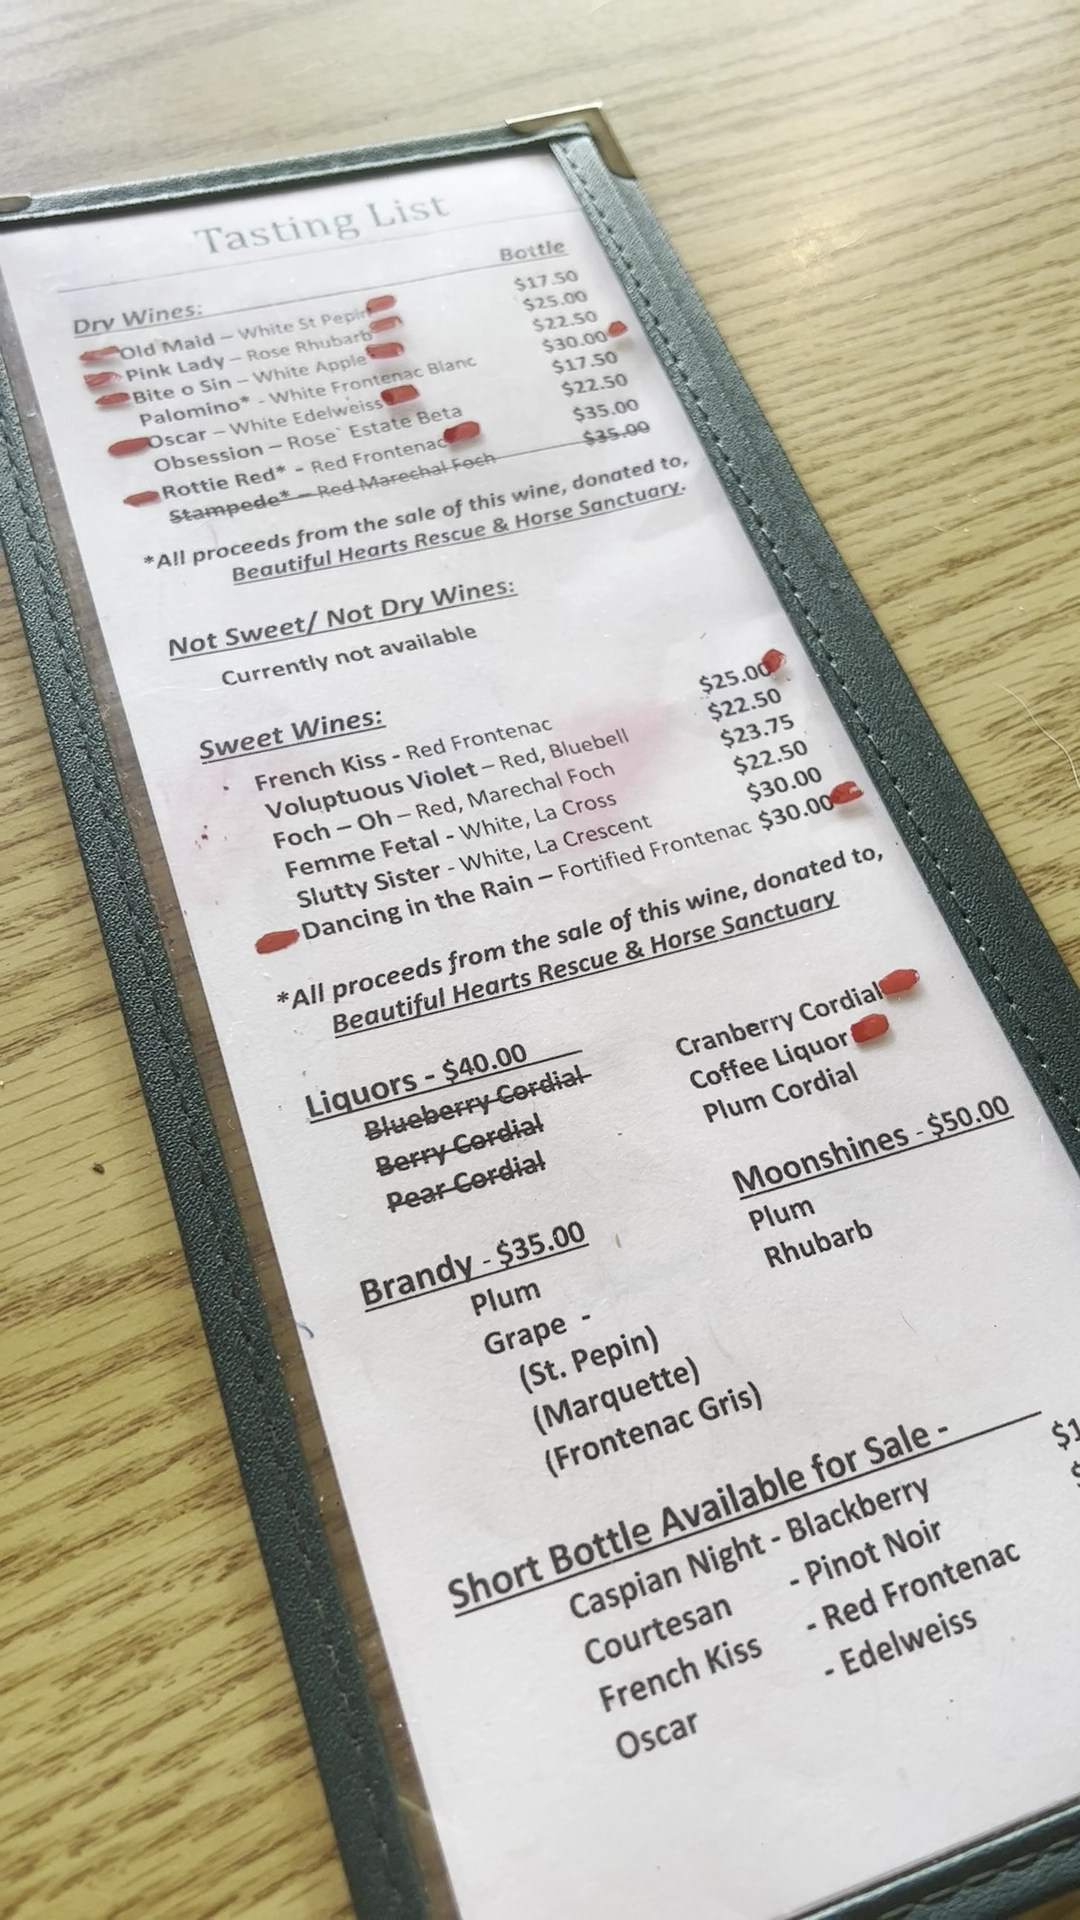 Tasting List
Bottle
Dry Wines:
Old Maid – White St Pepin $17.50
Pink Lady – Rose Rhubarb $25.00
Bite o Sin – White Apple $22.50
Palomino* - White Frontenac Blanc $30.00
Oscar – White Edelweiss $17.50
Obsession – Rose` Estate Beta $22.50
Rottie Red* - Red Frontenac $35.00
Stampede* – Red Marechal Foch $35.00
*All proceeds from the sale of this wine, donated to,
Beautiful Hearts Rescue & Horse Sanctuary.
Not Sweet/ Not Dry Wines:
Currently not available
Sweet Wines:
French Kiss - Red Frontenac $25.00
Voluptuous Violet – Red, Bluebell $22.50
Foch – Oh – Red, Marechal Foch $23.75
Femme Fetal - White, La Cross $22.50
Slutty Sister - White, La Crescent $30.00
Dancing in the Rain – Fortified Frontenac $30.00
*All proceeds from the sale of this wine, donated to,
Beautiful Hearts Rescue & Horse Sanctuary
Liquors - $40.00
Blueberry Cordial
Berry Cordial
Pear Cordial
Cranberry Cordial
Coffee Liquor
Plum Cordial
Brandy - $35.00
Plum
Grape -
(St. Pepin)
(Marquette)
(Frontenac Gris)
Moonshines - $50.00
Plum
Rhubarb
Short Bottle Available for Sale -
Caspian Night - Blackberry
Courtesan - Pinot Noir
French Kiss - Red Frontenac
Oscar - Edelweiss